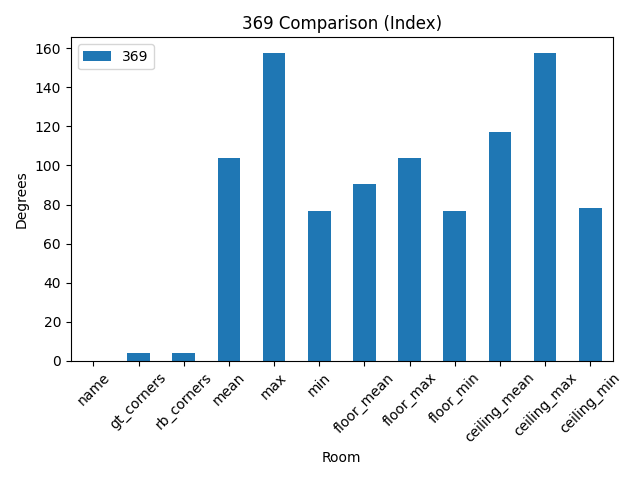 369 Comparison (Index)
369
Degrees
160
140
120
100
80
60
40
20
0
name
gt_corners
rb_corners
mean
max
min
floor_mean
floor_max
floor_min
ceiling_mean
ceiling_max
ceiling_min
Room